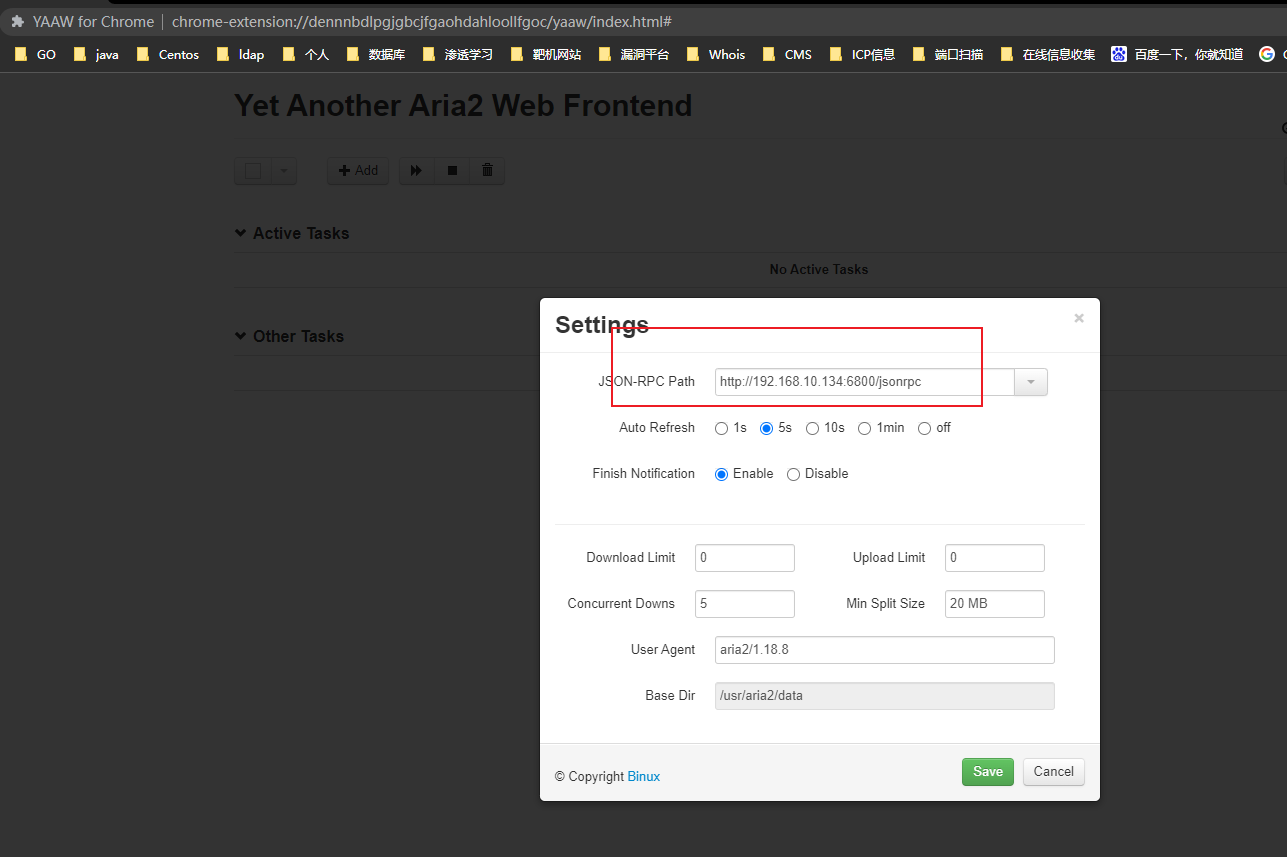 YAAW for Chrome | chrome-extension://dennnbdlpgjgbcjfgaohdahloollfgoc/yaaw/index.html#
GO java Centos ldap 个人 数据库 渗透学习 靶机网站 漏洞平台 Whois CMS ICP信息 端口扫描 在线信息收集 百度一下，你就知道
Yet Another Aria2 Web Frontend
Add
Active Tasks
No Active Tasks
Other Tasks
Settings ×
JSON-RPC Path http://192.168.10.134:6800/jsonrpc
Auto Refresh 1s 5s 10s 1min off
Finish Notification Enable Disable
Download Limit 0 Upload Limit 0
Concurrent Downs 5 Min Split Size 20 MB
User Agent aria2/1.18.8
Base Dir /usr/aria2/data
© Copyright Binux Save Cancel